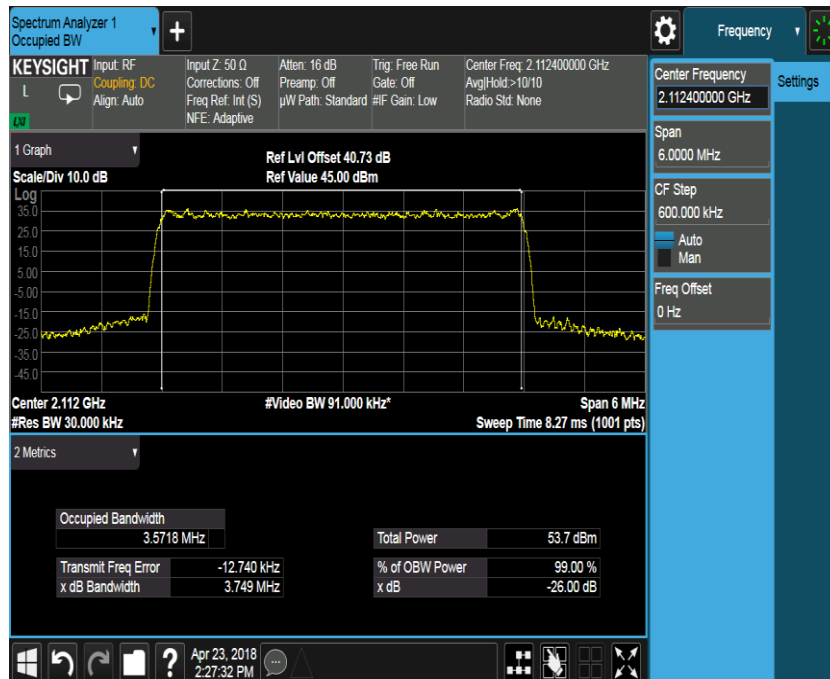 Spectrum Analyzer 1
Occupied BW
+
Frequency
KEYSIGHT Input: RF Input Z: 50 Ω Atten: 16 dB Trig: Free Run Center Freq: 2.112400000 GHz
L Coupling: DC Corrections: Off Preamp: Off Gate: Off Avg|Hold:>10/10
Align: Auto Freq Ref: Int (S) µW Path: Standard #IF Gain: Low Radio Std: None
NFE: Adaptive
LXI
Center Frequency
2.112400000 GHz
Settings
Span
6.0000 MHz
CF Step
600.000 kHz
Auto
Man
Freq Offset
0 Hz
1 Graph
Ref Lvl Offset 40.73 dB
Scale/Div 10.0 dB Ref Value 45.00 dBm
Log
35.0
25.0
15.0
5.00
-5.00
-15.0
-25.0
-35.0
-45.0
Center 2.112 GHz #Video BW 91.000 kHz* Span 6 MHz
#Res BW 30.000 kHz Sweep Time 8.27 ms (1001 pts)
2 Metrics
Occupied Bandwidth
3.5718 MHz Total Power 53.7 dBm
Transmit Freq Error -12.740 kHz % of OBW Power 99.00 %
x dB Bandwidth 3.749 MHz x dB -26.00 dB
? Apr 23, 2018
2:27:32 PM